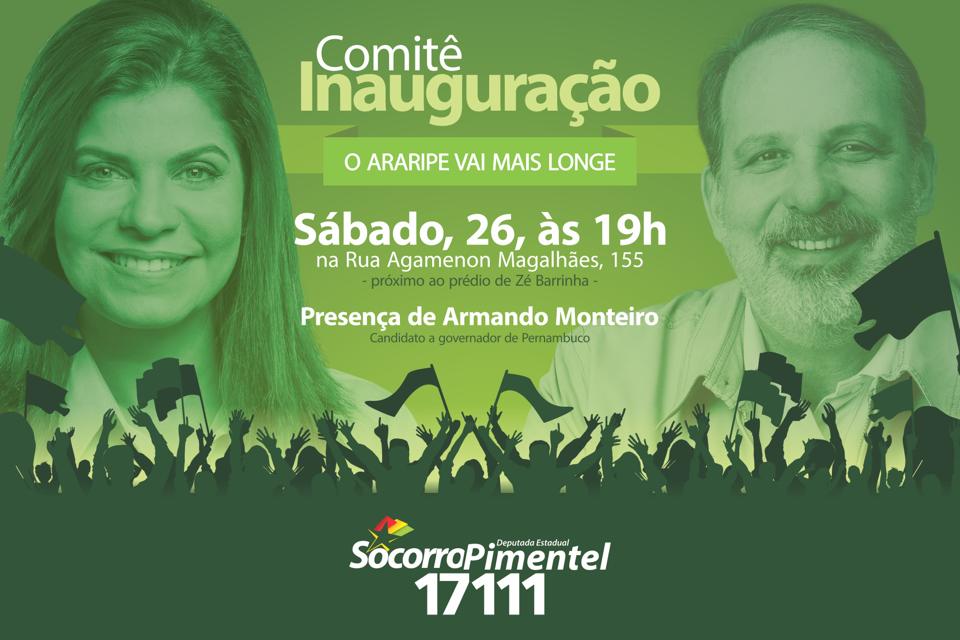 Comitê
Inauguração
O ARARIPE VAI MAIS LONGE
Sábado, 26, às 19h
na Rua Agamenon Magalhães, 155
- próximo ao prédio de Zé Barrinha -
Presença de Armando Monteiro
Candidato a governador de Pernambuco
Deputada Estadual
SocorroPimentel
17111